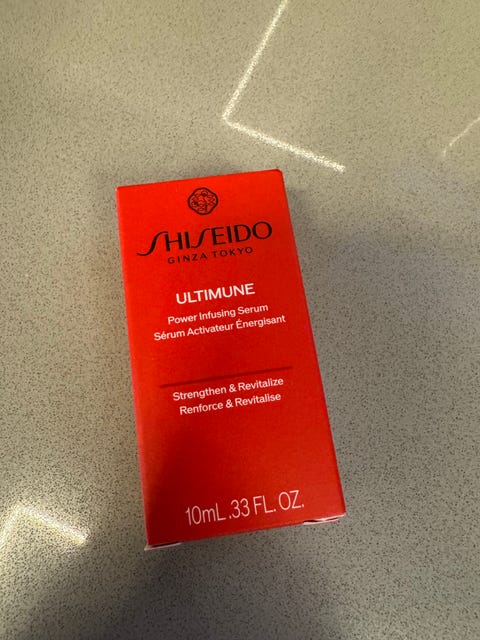 SHISEIDO
GINZA TOKYO
ULTIMUNE
Power Infusing Serum
Sérum Activateur Énergisant
Strengthen & Revitalize
Renforce & Revitalise
10mL .33 FL. OZ.